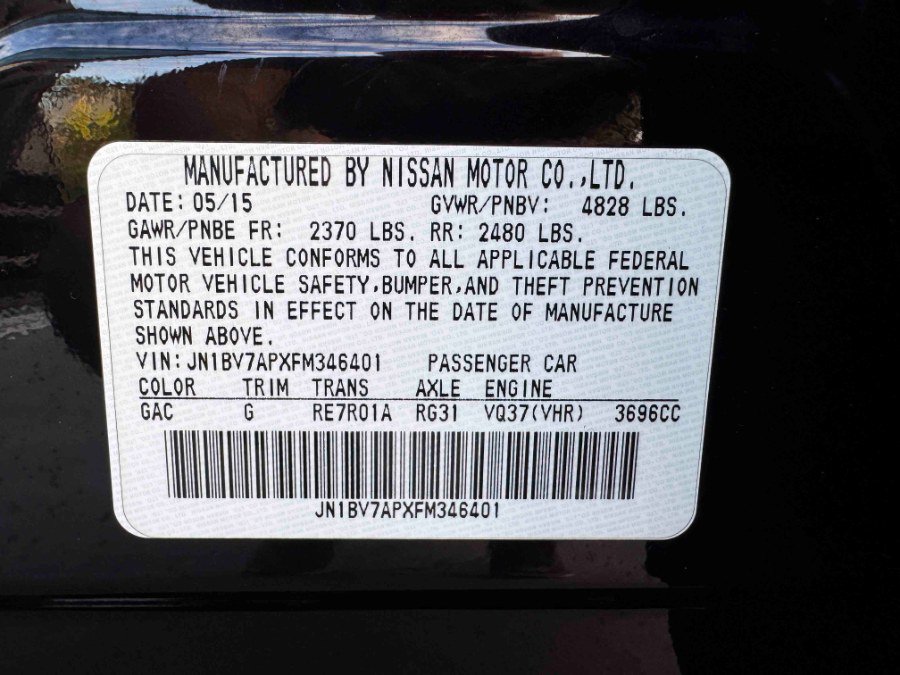 MANUFACTURED BY NISSAN MOTOR CO.,LTD.
DATE: 05/15 GVWR/PNBV: 4828 LBS.
GAWR/PNBE FR: 2370 LBS. RR: 2480 LBS.
THIS VEHICLE CONFORMS TO ALL APPLICABLE FEDERAL
MOTOR VEHICLE SAFETY,BUMPER,AND THEFT PREVENTION
STANDARDS IN EFFECT ON THE DATE OF MANUFACTURE
SHOWN ABOVE.
VIN:JN1BV7APXFM346401 PASSENGER CAR
COLOR TRIM TRANS AXLE ENGINE
GAC G RE7R01A RG31 VQ37(VHR) 3696CC
JN1BV7APXFM346401